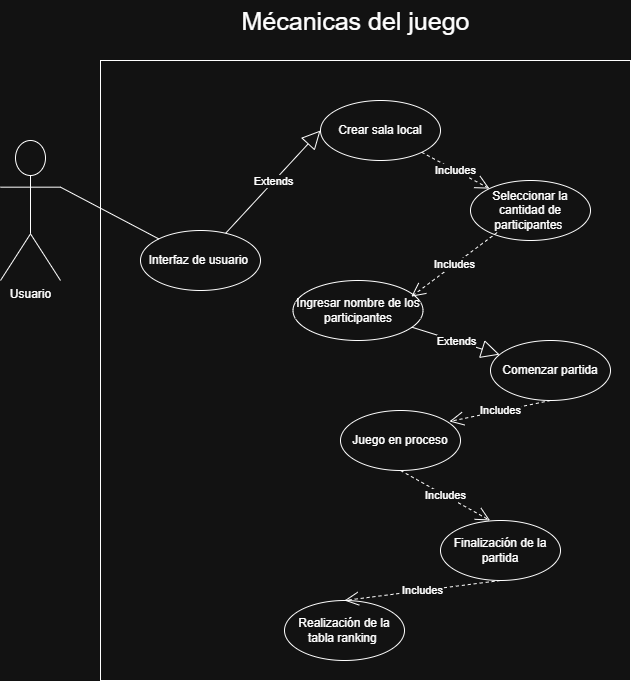 Mécanicas del juego
Crear sala local
Includes
Extends
Seleccionar la
cantidad de
participantes
Usuario
Interfaz de usuario
Includes
Ingresar nombre de los
participantes
Extends
Comenzar partida
Includes
Juego en proceso
Includes
Finalización de la
partida
Includes
Realización de la
tabla ranking